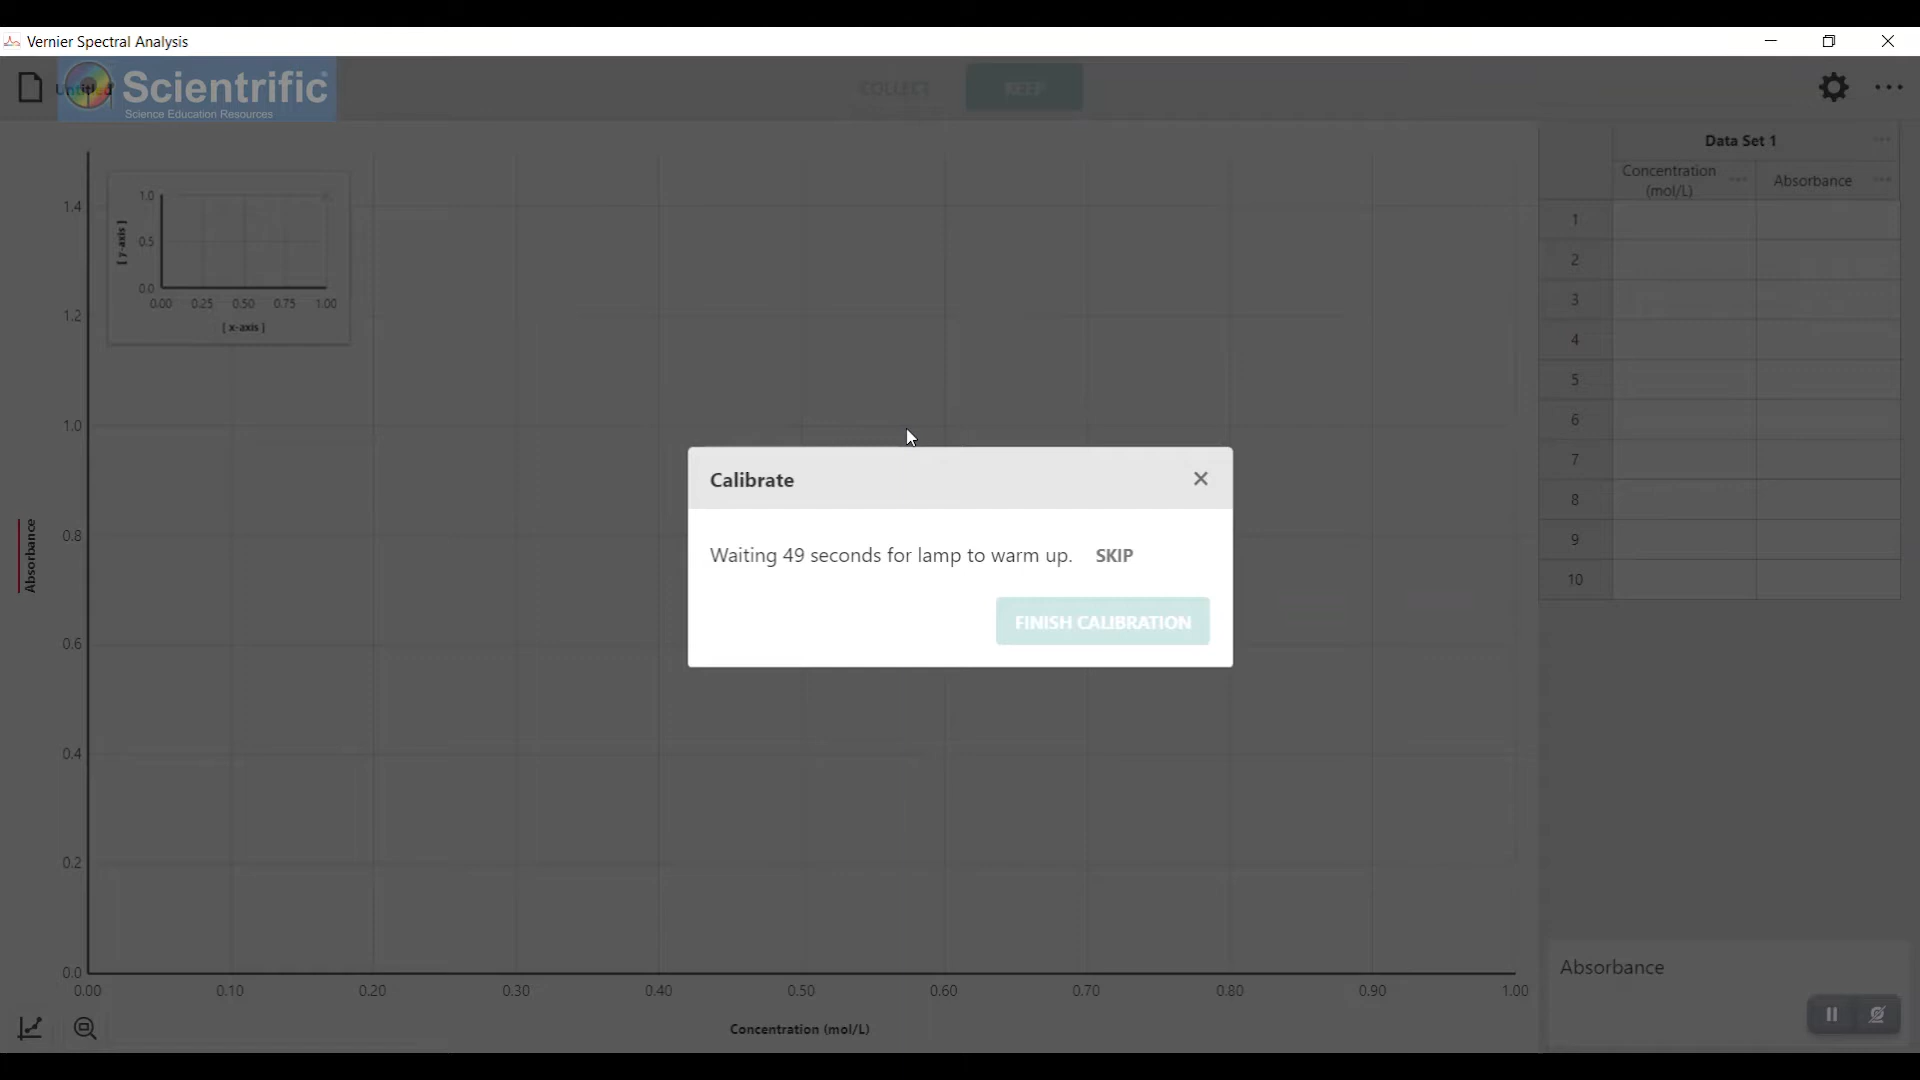 Vernier Spectral Analysis
Untitled
Scientrific
Science Education Resources
COLLECT
KEEP
Data Set 1
Concentration
(mol/L)
Absorbance
1
2
3
4
5
6
7
8
9
10
1.4
1.2
1.0
0.8
0.6
0.4
0.2
0.0
Absorbance
1.0
0.5
0.0
[ y-axis ]
0.00 0.25 0.50 0.75 1.00
[ x-axis ]
Calibrate
Waiting 49 seconds for lamp to warm up. SKIP
FINISH CALIBRATION
0.00 0.10 0.20 0.30 0.40 0.50 0.60 0.70 0.80 0.90 1.00
Concentration (mol/L)
Absorbance